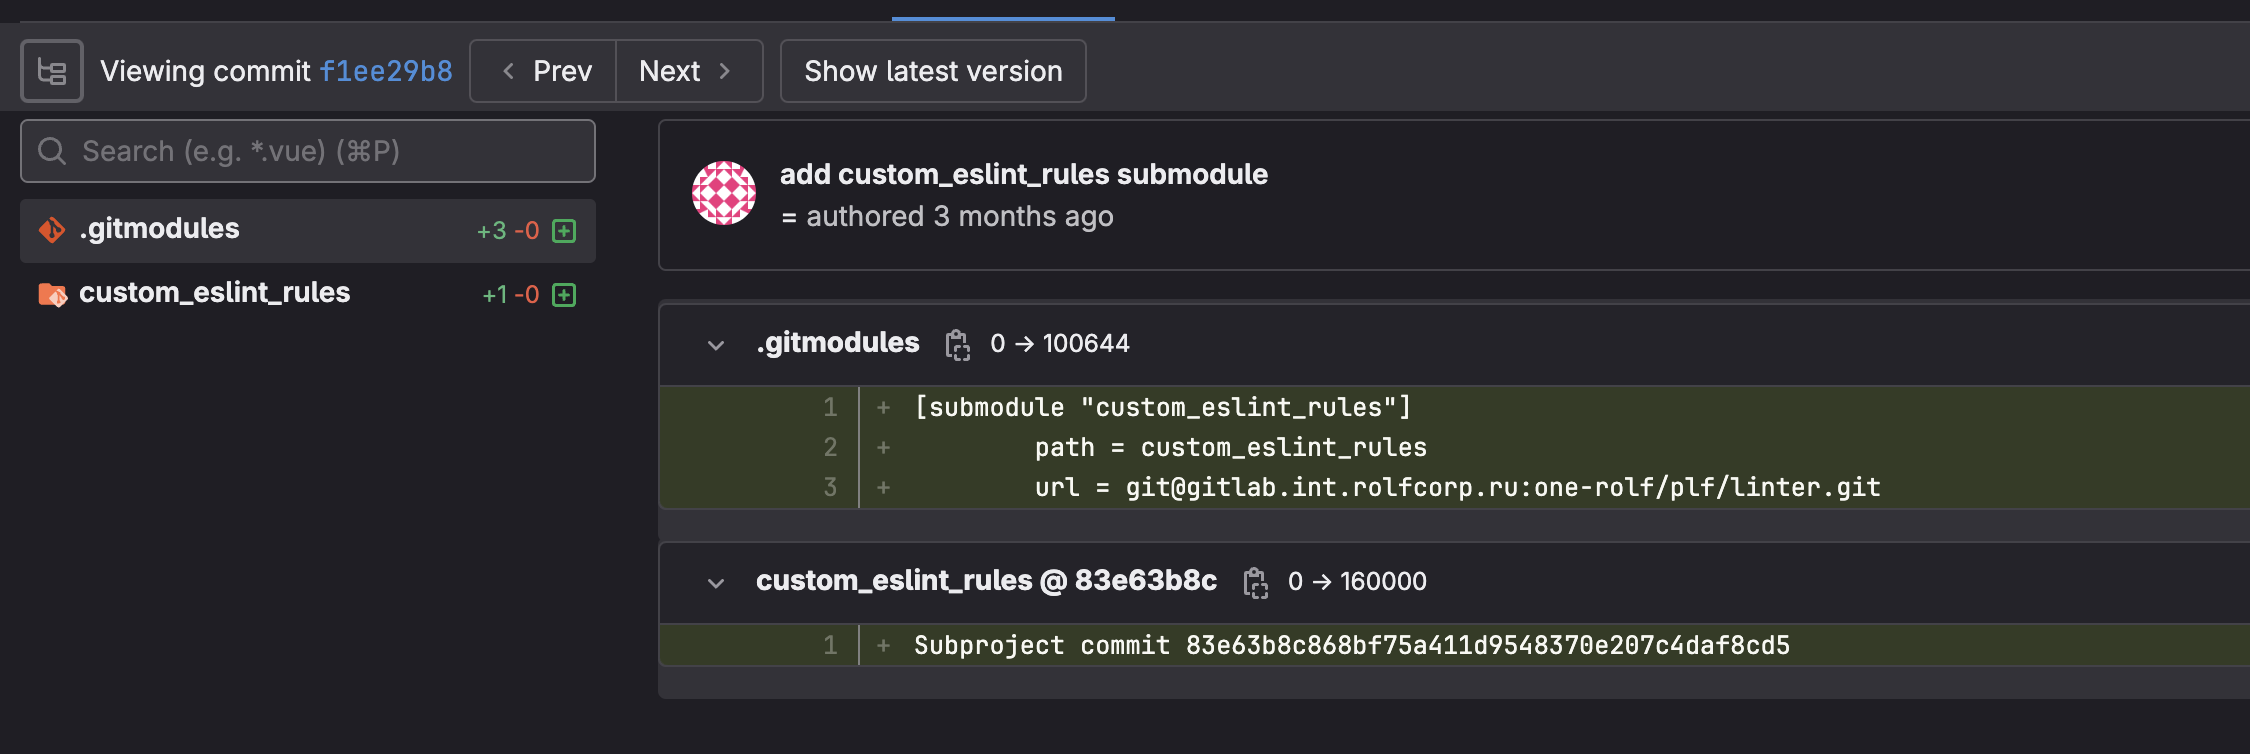 Viewing commit f1ee29b8 Prev Next Show latest version
Search (e.g. *.vue) (⌘P)
.gitmodules +3 -0
custom_eslint_rules +1 -0
add custom_eslint_rules submodule
= authored 3 months ago
.gitmodules 0 → 100644
1 + [submodule "custom_eslint_rules"]
2 + path = custom_eslint_rules
3 + url = git@gitlab.int.rolfcorp.ru:one-rolf/plf/linter.git
custom_eslint_rules @ 83e63b8c 0 → 160000
1 + Subproject commit 83e63b8c868bf75a411d9548370e207c4daf8cd5